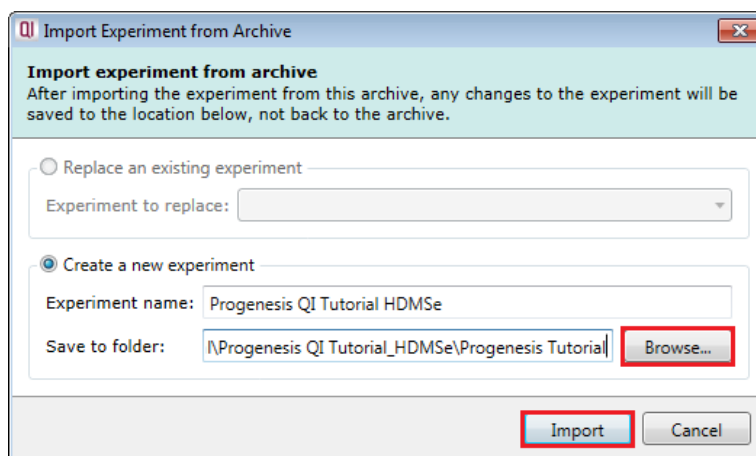 QI Import Experiment from Archive
Import experiment from archive
After importing the experiment from this archive, any changes to the experiment will be
saved to the location below, not back to the archive.
Replace an existing experiment
Experiment to replace:
Create a new experiment
Experiment name: Progenesis QI Tutorial HDMSe
Save to folder: l\Progenesis QI Tutorial_HDMSe\Progenesis Tutorial Browse...
Import Cancel